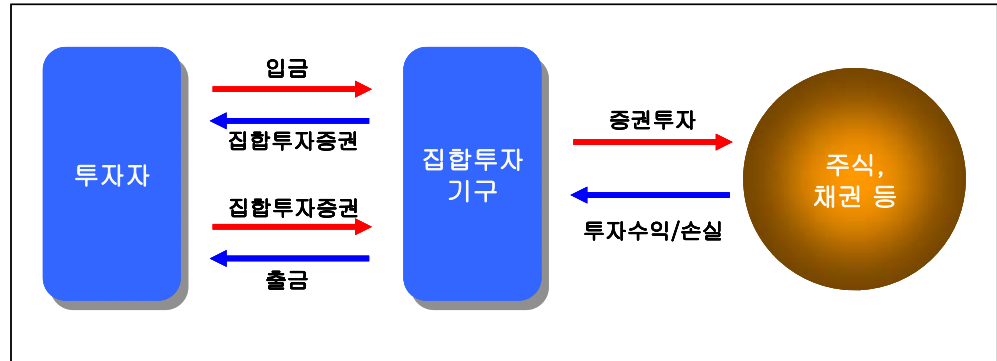 투자자
입금
집합투자증권
집합투자증권
출금
집합투자
기구
증권투자
투자수익/손실
주식,
채권 등